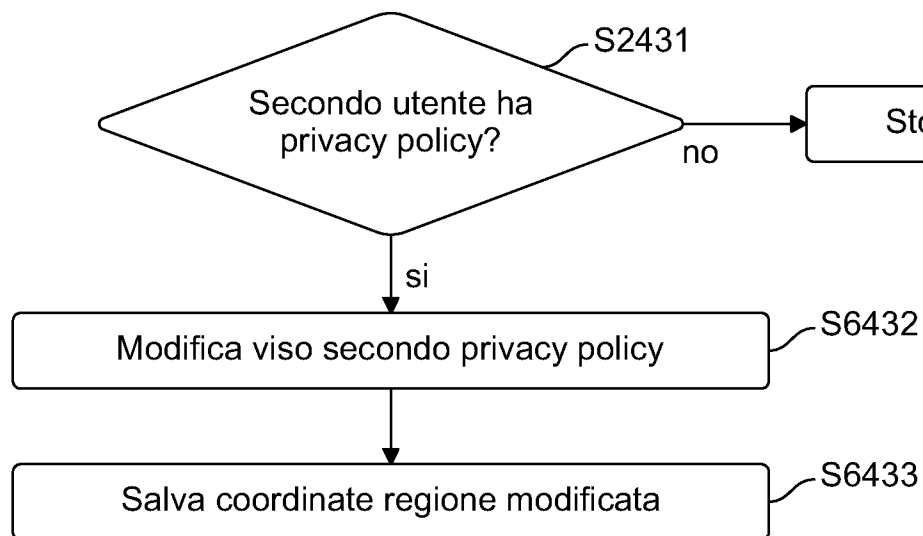 S2431
Secondo utente ha
privacy policy?
no
si
Modifica viso secondo privacy policy
S6432
Salva coordinate regione modificata
S6433